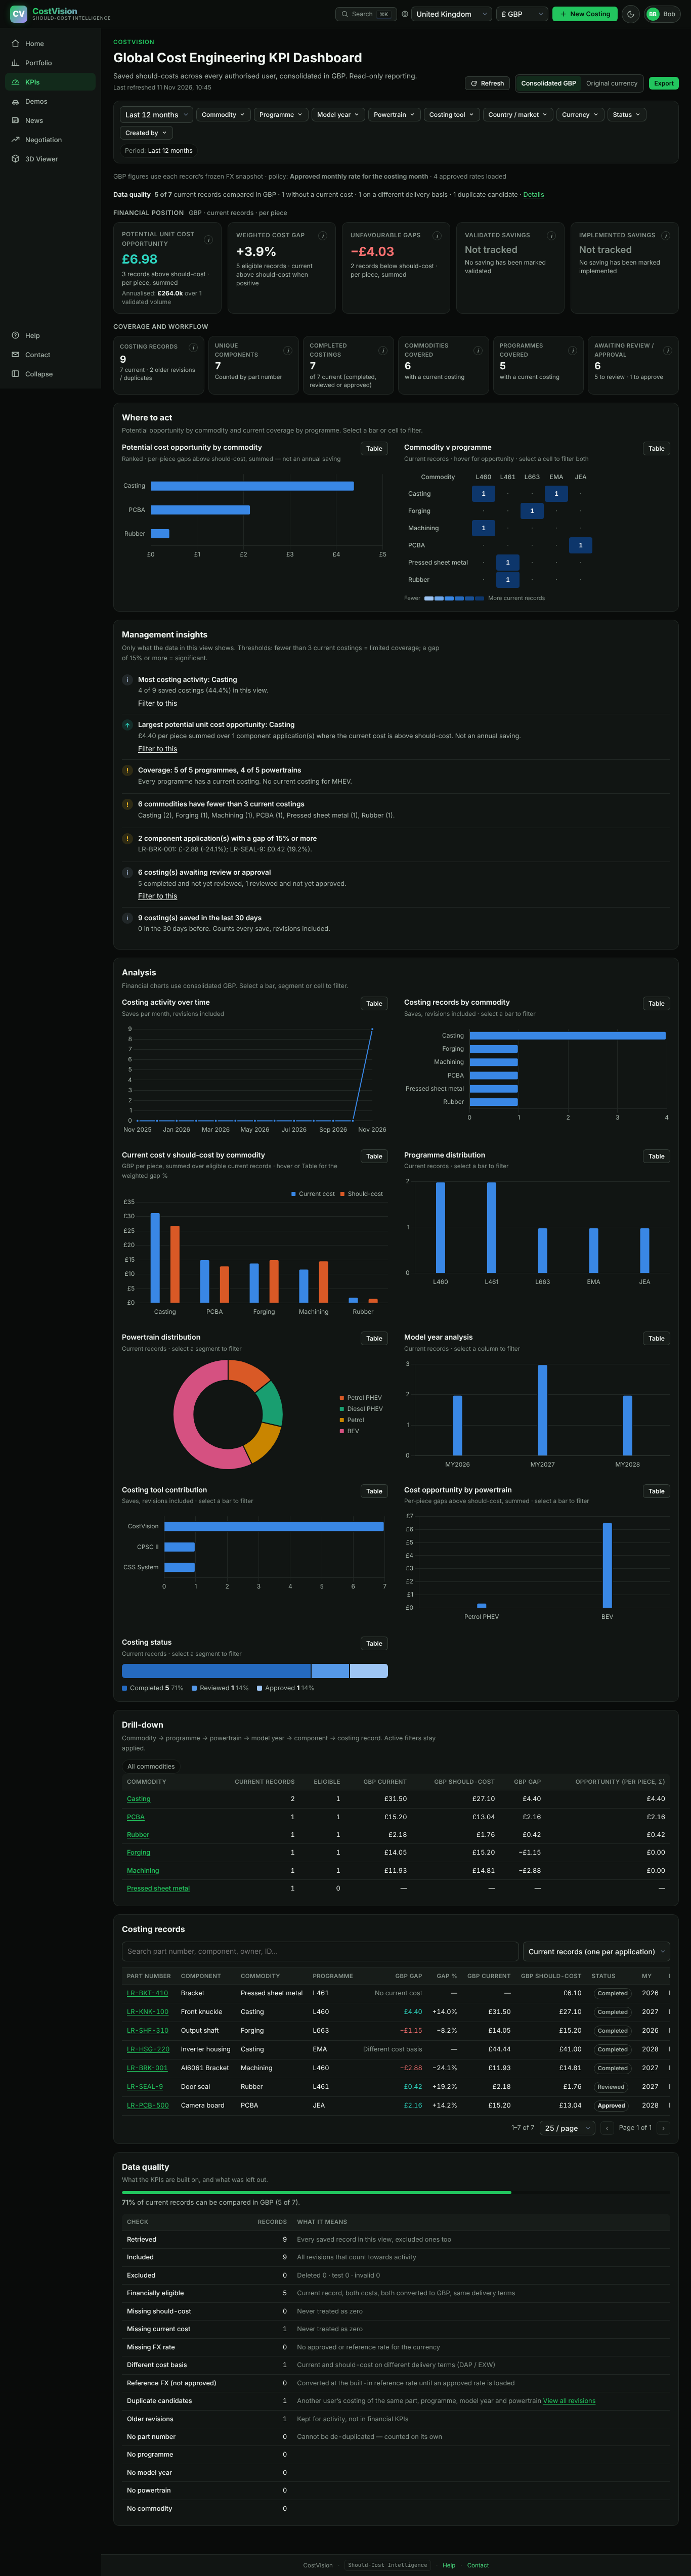 CV
CostVision
SHOULD-COST INTELLIGENCE
Search ⌘K
United Kingdom
£ GBP
+ New Costing
BB Bob
Home
Portfolio
KPIs
Demos
News
Negotiation
3D Viewer
Help
Contact
Collapse
COSTVISION
Global Cost Engineering KPI Dashboard
Saved should-costs across every authorised user, consolidated in GBP. Read-only reporting.
Last refreshed 11 Nov 2026, 10:45
Refresh
Consolidated GBP Original currency
Export
Last 12 months
Commodity
Programme
Model year
Powertrain
Costing tool
Country / market
Currency
Status
Created by
Period: Last 12 months
GBP figures use each record's frozen FX snapshot · policy: Approved monthly rate for the costing month · 4 approved rates loaded
Data quality 5 of 7 current records compared in GBP · 1 without a current cost · 1 on a different delivery basis · 1 duplicate candidate · Details
FINANCIAL POSITION GBP · current records · per piece
POTENTIAL UNIT COST OPPORTUNITY
£6.98
3 records above should-cost · per piece, summed
Annualised: £264.0k over 1 validated volume
WEIGHTED COST GAP
+3.9%
5 eligible records · current above should-cost when positive
UNFAVOURABLE GAPS
−£4.03
2 records below should-cost · per piece, summed
VALIDATED SAVINGS
Not tracked
No saving has been marked validated
IMPLEMENTED SAVINGS
Not tracked
No saving has been marked implemented
COVERAGE AND WORKFLOW
COSTING RECORDS
9
7 current · 2 older revisions / duplicates
UNIQUE COMPONENTS
7
Counted by part number
COMPLETED COSTINGS
7
of 7 current (completed, reviewed or approved)
COMMODITIES COVERED
6
with a current costing
PROGRAMMES COVERED
5
with a current costing
AWAITING REVIEW / APPROVAL
6
5 to review · 1 to approve
Where to act
Potential opportunity by commodity and current coverage by programme. Select a bar or cell to filter.
Potential cost opportunity by commodity
Table
Ranked · per-piece gaps above should-cost, summed — not an annual saving
Casting
PCBA
Rubber
£0 £1 £2 £3 £4 £5
Commodity v programme
Table
Current records · hover for opportunity · select a cell to filter both
Commodity L460 L461 L663 EMA JEA
Casting 1 · · 1 ·
Forging · · 1 · ·
Machining 1 · · · ·
PCBA · · · · 1
Pressed sheet metal · 1 · · ·
Rubber · 1 · · ·
Fewer More current records
Management insights
Only what the data in this view shows. Thresholds: fewer than 3 current costings = limited coverage; a gap
of 15% or more = significant.
Most costing activity: Casting
4 of 9 saved costings (44.4%) in this view.
Filter to this
Largest potential unit cost opportunity: Casting
£4.40 per piece summed over 1 component application(s) where the current cost is above should-cost. Not an annual saving.
Filter to this
Coverage: 5 of 5 programmes, 4 of 5 powertrains
Every programme has a current costing. No current costing for MHEV.
6 commodities have fewer than 3 current costings
Casting (2), Forging (1), Machining (1), PCBA (1), Pressed sheet metal (1), Rubber (1).
2 component application(s) with a gap of 15% or more
LR-BRK-001: £-2.88 (-24.1%); LR-SEAL-9: £0.42 (19.2%).
6 costing(s) awaiting review or approval
5 completed and not yet reviewed, 1 reviewed and not yet approved.
Filter to this
9 costing(s) saved in the last 30 days
0 in the 30 days before. Counts every save, revisions included.
Analysis
Financial charts use consolidated GBP. Select a bar, segment or cell to filter.
Costing activity over time
Table
Saves per month, revisions included
9
8
7
6
5
4
3
2
1
0
Nov 2025 Jan 2026 Mar 2026 May 2026 Jul 2026 Sep 2026 Nov 2026
Costing records by commodity
Table
Saves, revisions included · select a bar to filter
Casting
Forging
Machining
PCBA
Pressed sheet metal
Rubber
0 1 2 3 4
Current cost v should-cost by commodity
Table
GBP per piece, summed over eligible current records · hover or Table for the
weighted gap %
Current cost Should-cost
£35
£30
£25
£20
£15
£10
£5
£0
Casting PCBA Forging Machining Rubber
Programme distribution
Table
Current records · select a bar to filter
2
1
0
L460 L461 L663 EMA JEA
Powertrain distribution
Table
Current records · select a segment to filter
Petrol PHEV
Diesel PHEV
Petrol
BEV
Model year analysis
Table
Current records · select a column to filter
3
2
1
0
MY2026 MY2027 MY2028
Costing tool contribution
Table
Saves, revisions included · select a bar to filter
CostVision
CPSC II
CSS System
0 1 2 3 4 5 6 7
Cost opportunity by powertrain
Table
Per-piece gaps above should-cost, summed · select a bar to filter
£7
£6
£5
£4
£3
£2
£1
£0
Petrol PHEV BEV
Costing status
Table
Current records · select a segment to filter
Completed 5 71% Reviewed 1 14% Approved 1 14%
Drill-down
Commodity → programme → powertrain → model year → component → costing record. Active filters stay
applied.
All commodities
COMMODITY CURRENT RECORDS ELIGIBLE GBP CURRENT GBP SHOULD-COST GBP GAP OPPORTUNITY (PER PIECE, Σ)
Casting 2 1 £31.50 £27.10 £4.40 £4.40
PCBA 1 1 £15.20 £13.04 £2.16 £2.16
Rubber 1 1 £2.18 £1.76 £0.42 £0.42
Forging 1 1 £14.05 £15.20 −£1.15 £0.00
Machining 1 1 £11.93 £14.81 −£2.88 £0.00
Pressed sheet metal 1 0 — — — —
Costing records
Search part number, component, owner, ID...
Current records (one per application)
PART NUMBER COMPONENT COMMODITY PROGRAMME GBP GAP GAP % GBP CURRENT GBP SHOULD-COST STATUS MY
LR-BKT-410 Bracket Pressed sheet metal L461 No current cost — — £6.10 Completed 2026
LR-KNK-100 Front knuckle Casting L460 £4.40 +14.0% £31.50 £27.10 Completed 2027
LR-SHF-310 Output shaft Forging L663 −£1.15 −8.2% £14.05 £15.20 Completed 2026
LR-HSG-220 Inverter housing Casting EMA Different cost basis — £44.44 £41.00 Completed 2028
LR-BRK-001 Al6061 Bracket Machining L460 −£2.88 −24.1% £11.93 £14.81 Completed 2027
LR-SEAL-9 Door seal Rubber L461 £0.42 +19.2% £2.18 £1.76 Reviewed 2027
LR-PCB-500 Camera board PCBA JEA £2.16 +14.2% £15.20 £13.04 Approved 2028
1–7 of 7 25 / page ‹ Page 1 of 1 ›
Data quality
What the KPIs are built on, and what was left out.
71% of current records can be compared in GBP (5 of 7).
CHECK RECORDS WHAT IT MEANS
Retrieved 9 Every saved record in this view, excluded ones too
Included 9 All revisions that count towards activity
Excluded 0 Deleted 0 · test 0 · invalid 0
Financially eligible 5 Current record, both costs, both converted to GBP, same delivery terms
Missing should-cost 0 Never treated as zero
Missing current cost 1 Never treated as zero
Missing FX rate 0 No approved or reference rate for the currency
Different cost basis 1 Current and should-cost on different delivery terms (DAP / EXW)
Reference FX (not approved) 0 Converted at the built-in reference rate until an approved rate is loaded
Duplicate candidates 1 Another user's costing of the same part, programme, model year and powertrain View all revisions
Older revisions 1 Kept for activity, not in financial KPIs
No part number 0 Cannot be de-duplicated — counted on its own
No programme 0
No model year 0
No powertrain 0
No commodity 0
CostVision Should-Cost Intelligence Help Contact